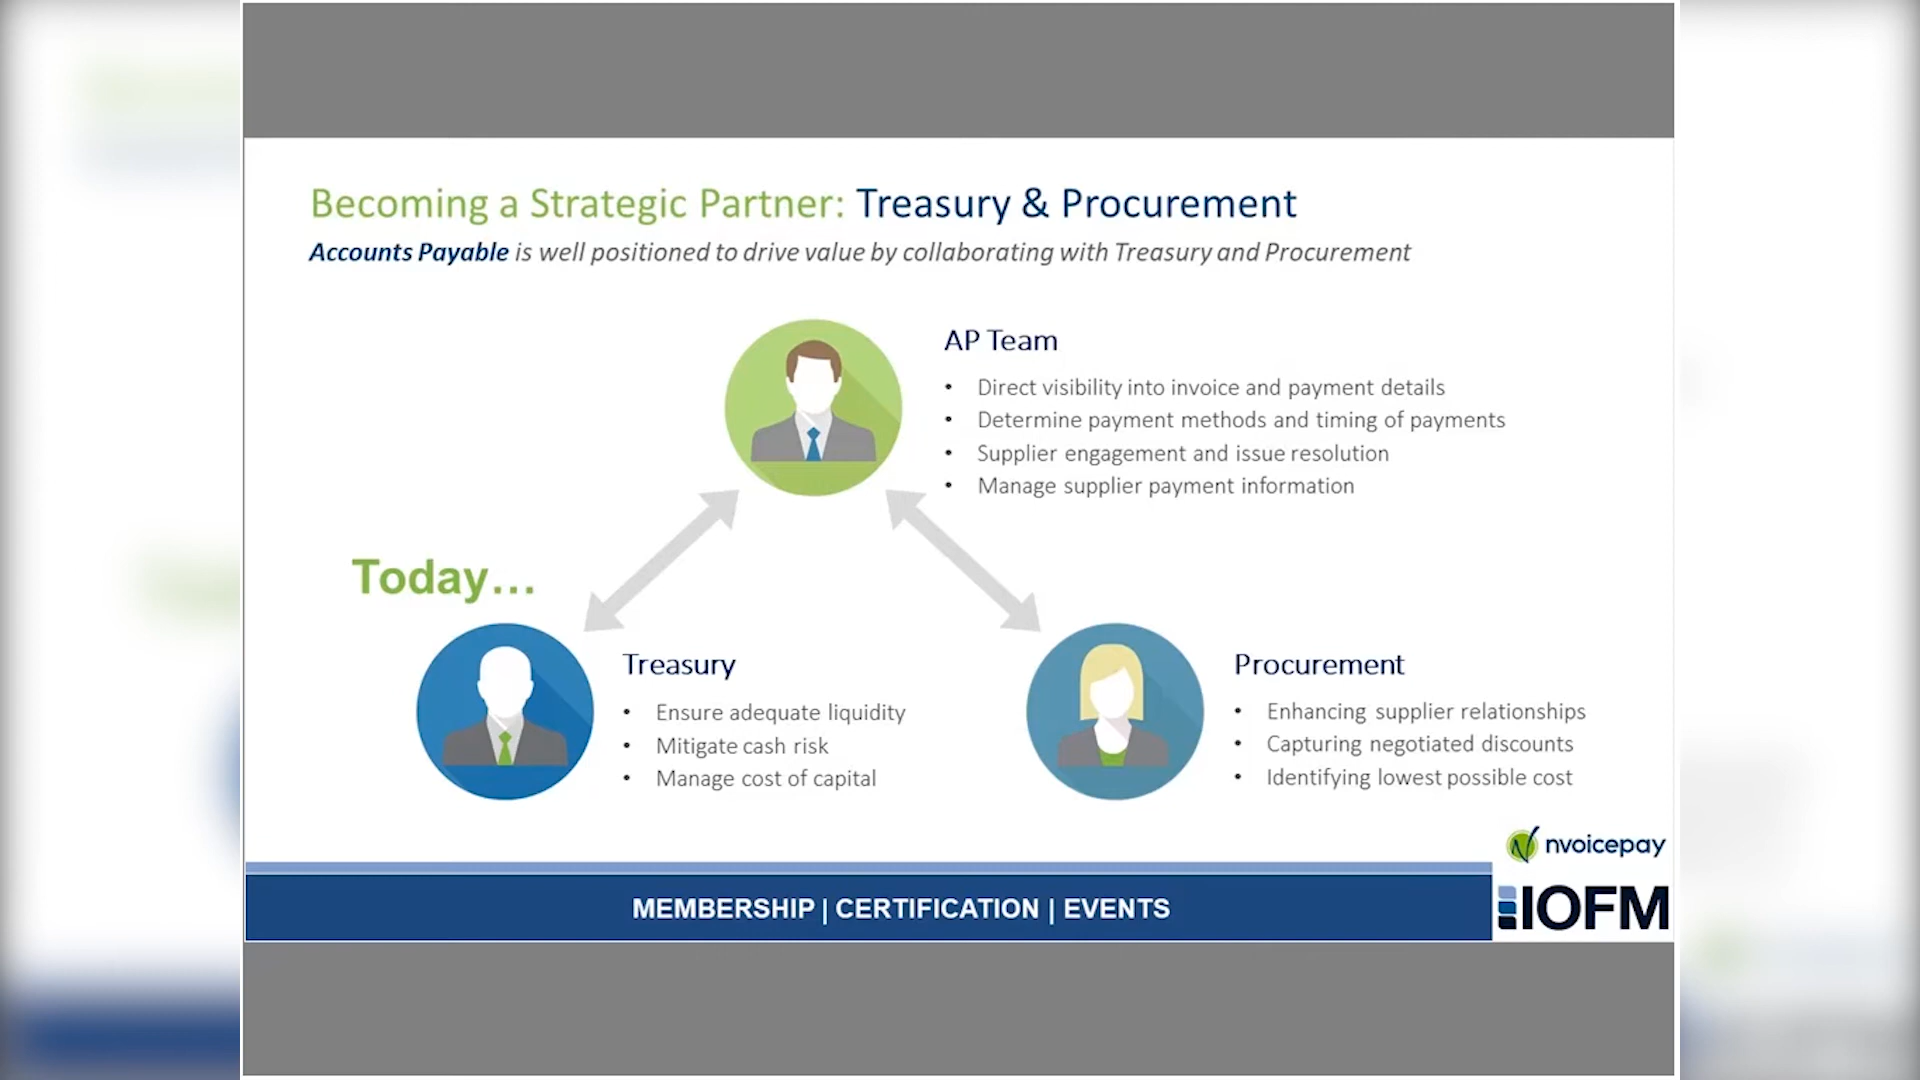 Becoming a Strategic Partner: Treasury & Procurement
Accounts Payable is well positioned to drive value by collaborating with Treasury and Procurement
AP Team
• Direct visibility into invoice and payment details
• Determine payment methods and timing of payments
• Supplier engagement and issue resolution
• Manage supplier payment information
Today...
Treasury
• Ensure adequate liquidity
• Mitigate cash risk
• Manage cost of capital
Procurement
• Enhancing supplier relationships
• Capturing negotiated discounts
• Identifying lowest possible cost
nvoicepay
MEMBERSHIP | CERTIFICATION | EVENTS
IOFM